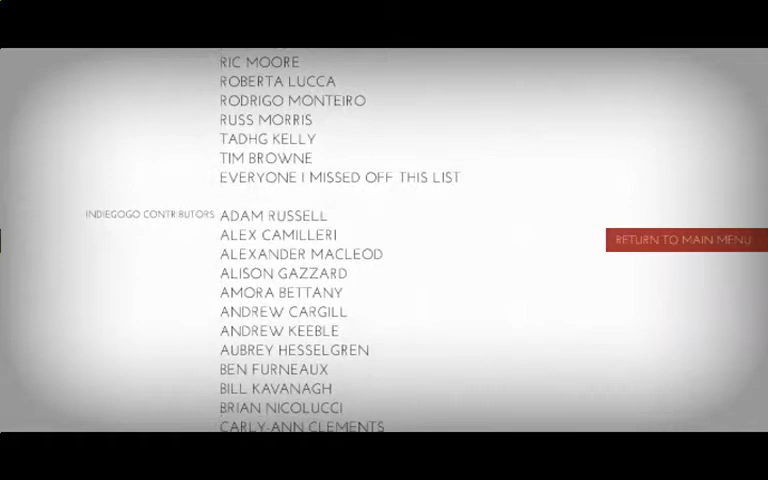 RIC MOORE
ROBERTA LUCCA
RODRIGO MONTEIRO
RUSS MORRIS
TADHG KELLY
TIM BROWNE
EVERYONE I MISSED OFF THIS LIST
INDIEGOGO CONTRIBUTORS ADAM RUSSELL
ALEX CAMILLERI
RETURN TO MAIN MENU
ALEXANDER MACLEOD
ALISON GAZZARD
AMORA BETTANY
ANDREW CARGILL
ANDREW KEEBLE
AUBREY HESSELGREN
BEN FURNEAUX
BILL KAVANAGH
BRIAN NICOLUCCI
CARLY-ANN CLEMENTS